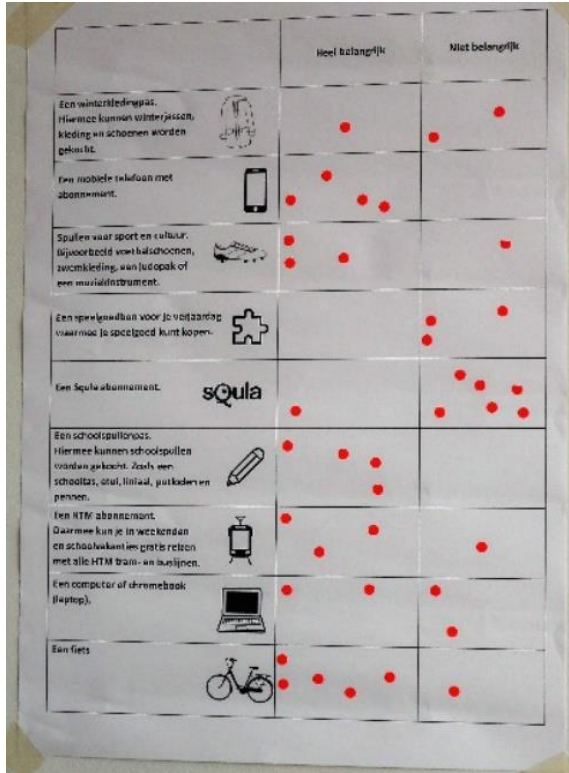 Heel belangrijk
Niet belangrijk
Een winterkledingpas.
Hiermee kunnen winterjassen,
kleding en schoenen worden
gekocht.
Een mobiele telefoon met
abonnement.
Spullen voor sport en cultuur.
Bijvoorbeeld voetbalschoenen,
zwemkleding, een judopak of
een muziekinstrument.
Een speelgoedbon voor je verjaardag
waarmee je speelgoed kunt kopen.
Een Squla abonnement.
sQula
Een schoolspullenpas.
Hiermee kunnen schoolspullen
worden gekocht. Zoals een
schooltas, etui, liniaal, potloden en
pennen.
Een HTM abonnement.
Daarmee kun je in weekenden
en schoolvakanties gratis reizen
met alle HTM tram- en buslijnen.
Een computer of chromebook
(laptop).
Een fiets